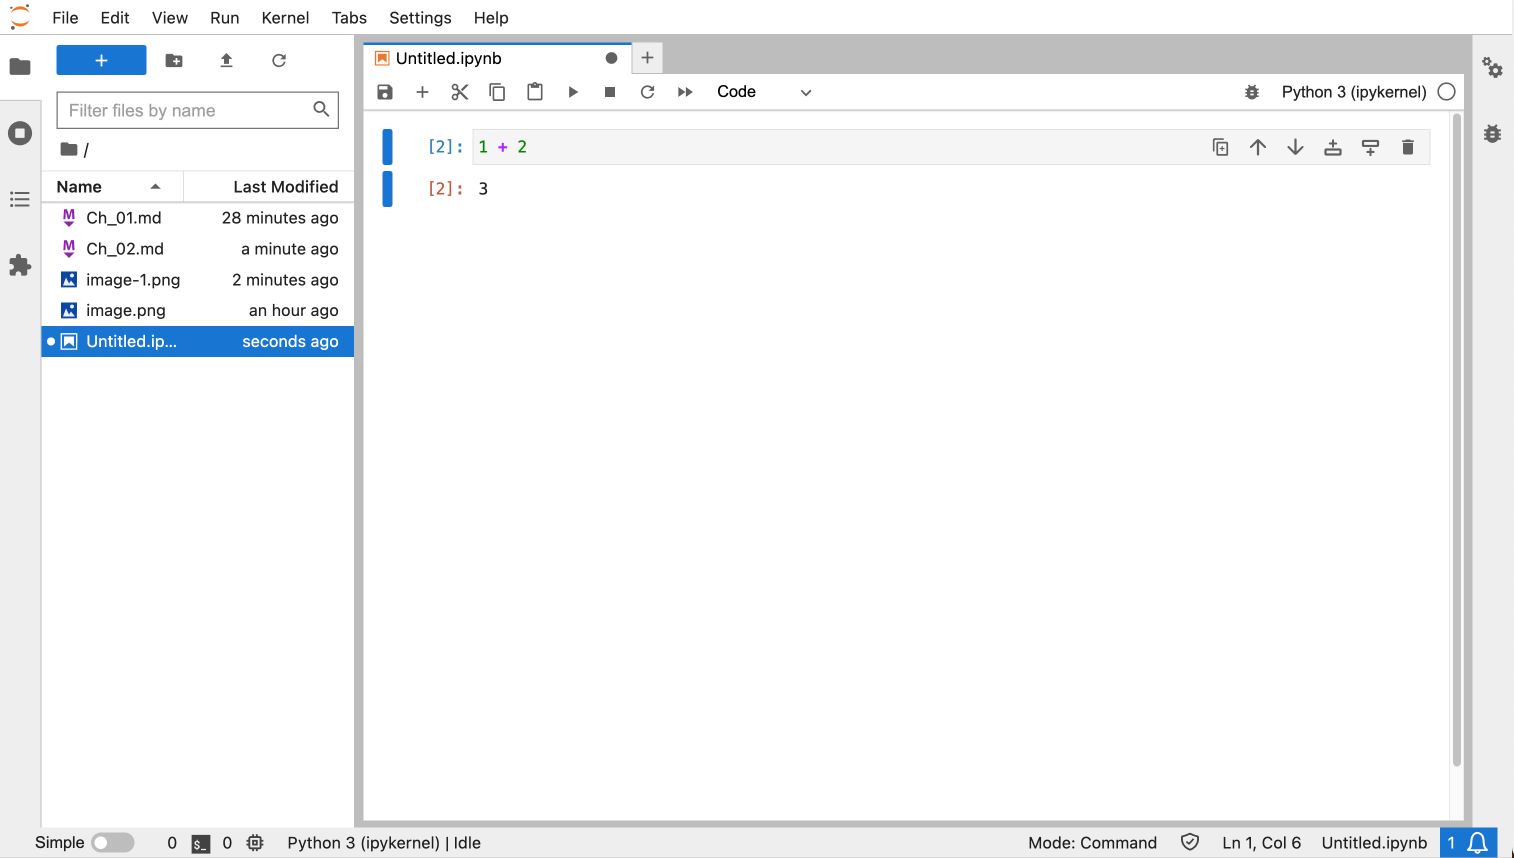 File Edit View Run Kernel Tabs Settings Help
Filter files by name
/
Name Last Modified
Ch_01.md 28 minutes ago
Ch_02.md a minute ago
image-1.png 2 minutes ago
image.png an hour ago
Untitled.ip... seconds ago
Untitled.ipynb
Code
Python 3 (ipykernel)
[2]: 1 + 2
[2]: 3
Simple 0 $_ 0 Python 3 (ipykernel) | Idle Mode: Command Ln 1, Col 6 Untitled.ipynb 1